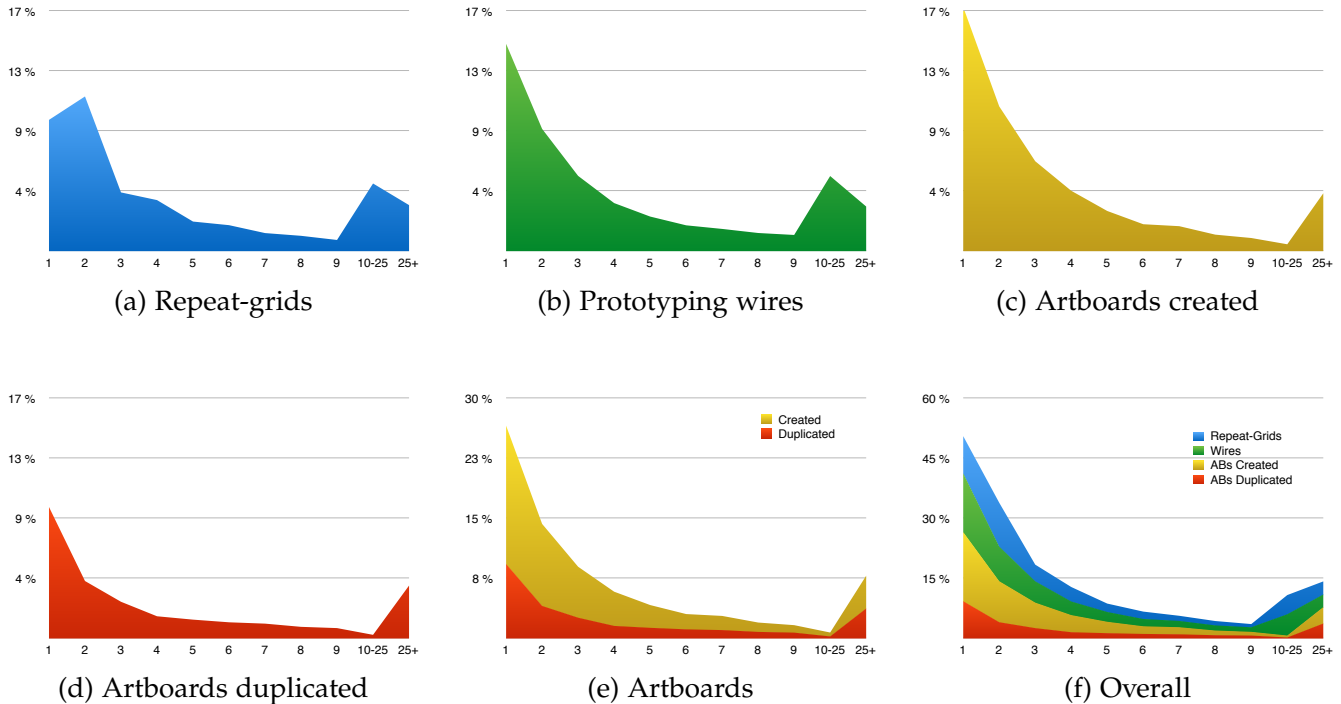 17 %
13 %
9 %
4 %
1 2 3 4 5 6 7 8 9 10-25 25+
(a) Repeat-grids
17 %
13 %
9 %
4 %
1 2 3 4 5 6 7 8 9 10-25 25+
(b) Prototyping wires
17 %
13 %
9 %
4 %
1 2 3 4 5 6 7 8 9 10-25 25+
(c) Artboards created
17 %
13 %
9 %
4 %
1 2 3 4 5 6 7 8 9 10-25 25+
(d) Artboards duplicated
30 %
23 %
15 %
8 %
Created
Duplicated
1 2 3 4 5 6 7 8 9 10-25 25+
(e) Artboards
60 %
45 %
30 %
15 %
Repeat-Grids
Wires
ABs Created
ABs Duplicated
1 2 3 4 5 6 7 8 9 10-25 25+
(f) Overall